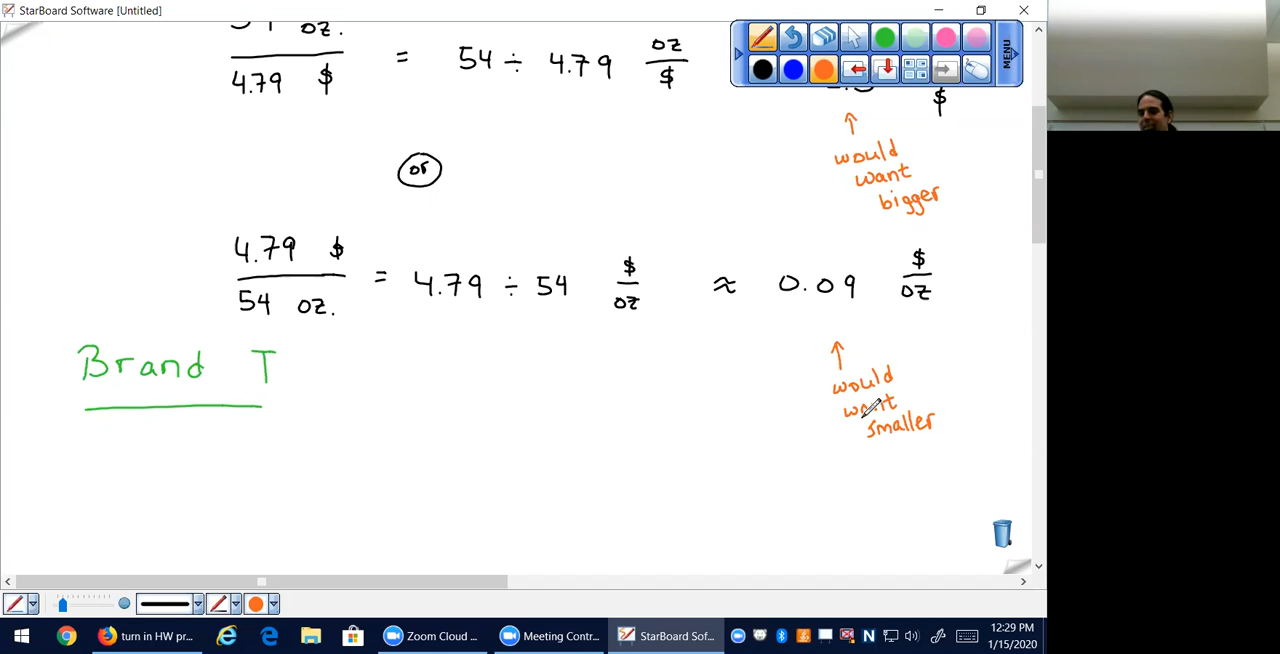 StarBoard Software [Untitled]
oz.
4.79 $ = 54 ÷ 4.79 oz
$
$
MENU
or
would
want
bigger
4.79 $
54 oz. = 4.79 ÷ 54 $
oz ≈ 0.09 $
oz
Brand T
would
want
smaller
turn in HW pr...
Zoom Cloud ...
Meeting Contr...
StarBoard Sof...
N
12:29 PM
1/15/2020